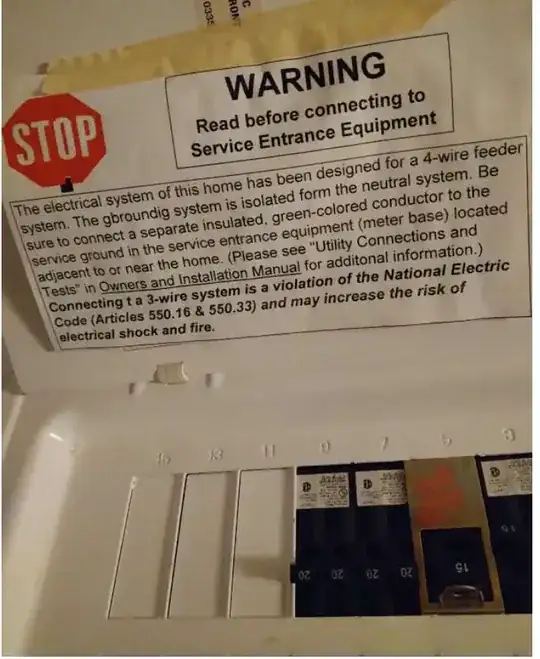 C
RONT
0335
WARNING
Read before connecting to
Service Entrance Equipment
STOP
The electrical system of this home has been designed for a 4-wire feeder
system. The gbroundig system is isolated form the neutral system. Be
sure to connect a separate insulated, green-colored conductor to the
service ground in the service entrance equipment (meter base) located
adjacent to or near the home. (Please see "Utility Connections and
Tests" in Owners and Installation Manual for additonal information.)
Connecting t a 3-wire system is a violation of the National Electric
Code (Articles 550.16 & 550.33) and may increase the risk of
electrical shock and fire.
15 13 11 9 7 5 3
20 20 20 20 15 15